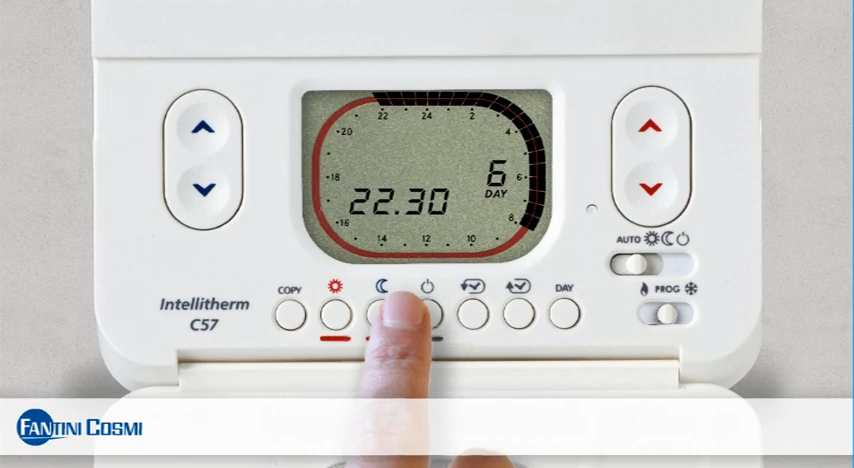 22 24 2
20 4
18 6
16 8
14 12 10
6
DAY
22.30
AUTO
PROG
COPY
DAY
Intellitherm
C57
FANTINI COSMI